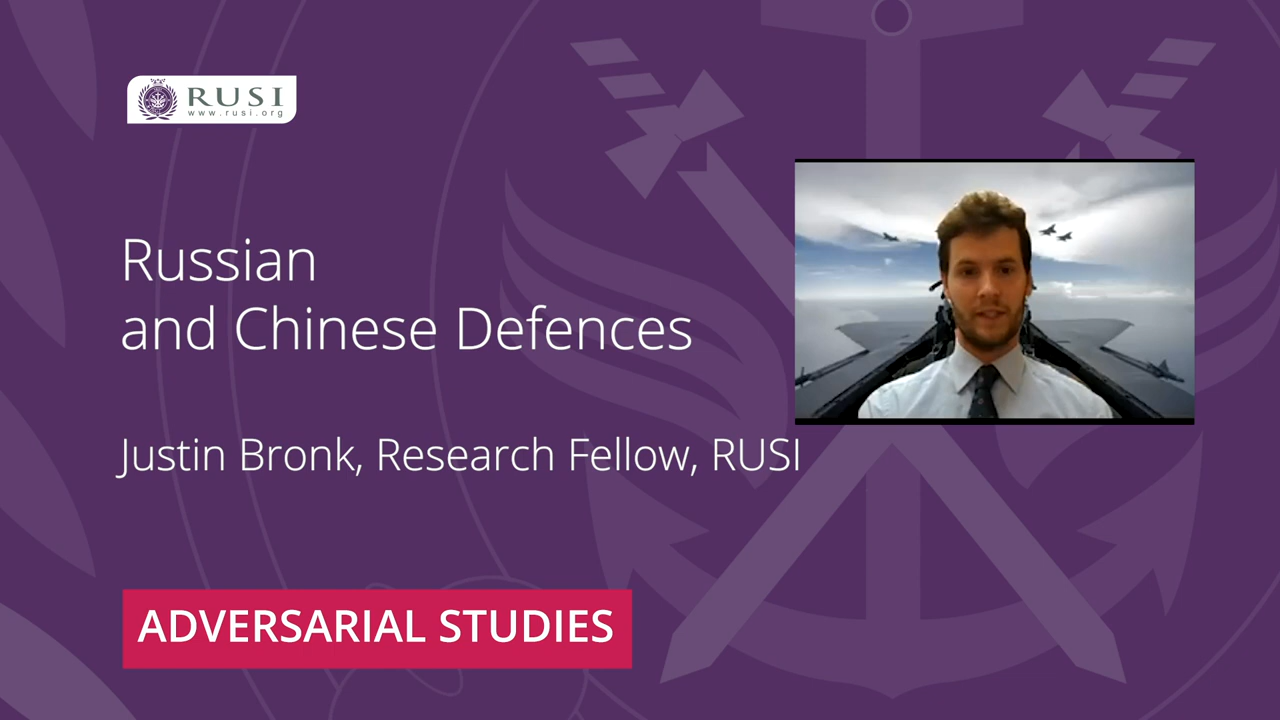 RUSI
www.rusi.org
Russian
and Chinese Defences
Justin Bronk, Research Fellow, RUSI
ADVERSARIAL STUDIES